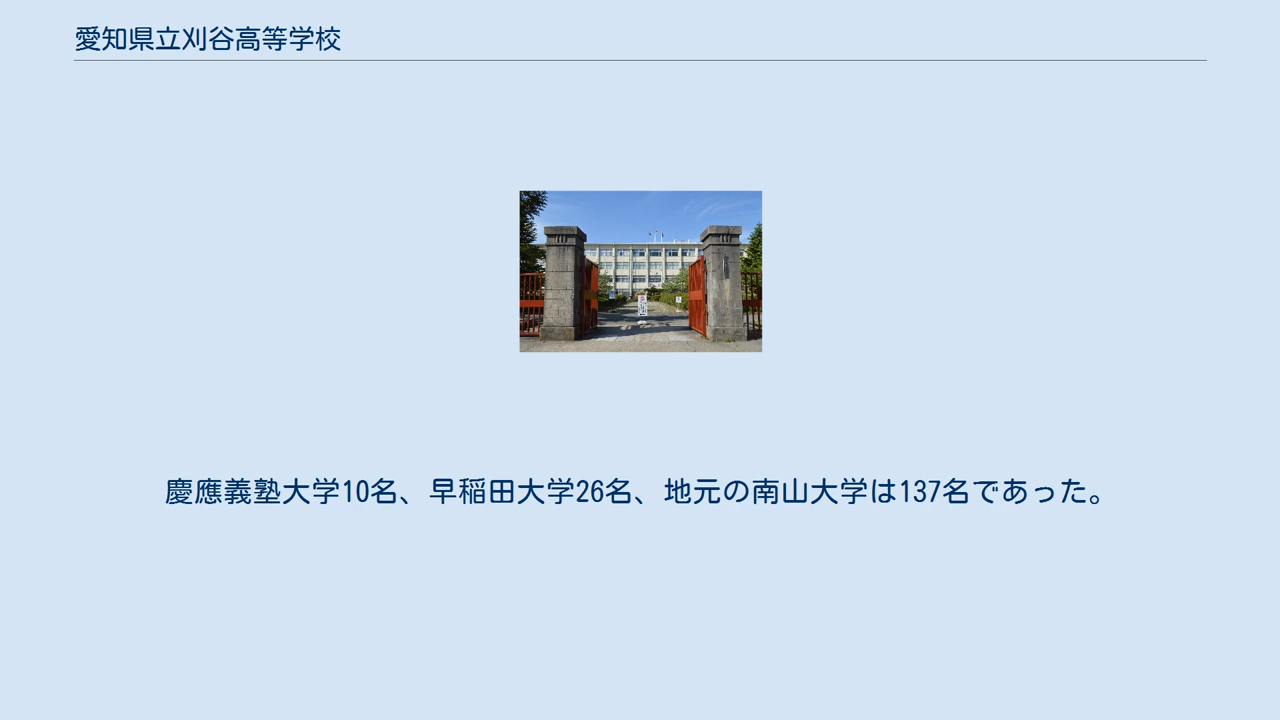 愛知県立刈谷高等学校
慶應義塾大学10名、早稲田大学26名、地元の南山大学は137名であった。